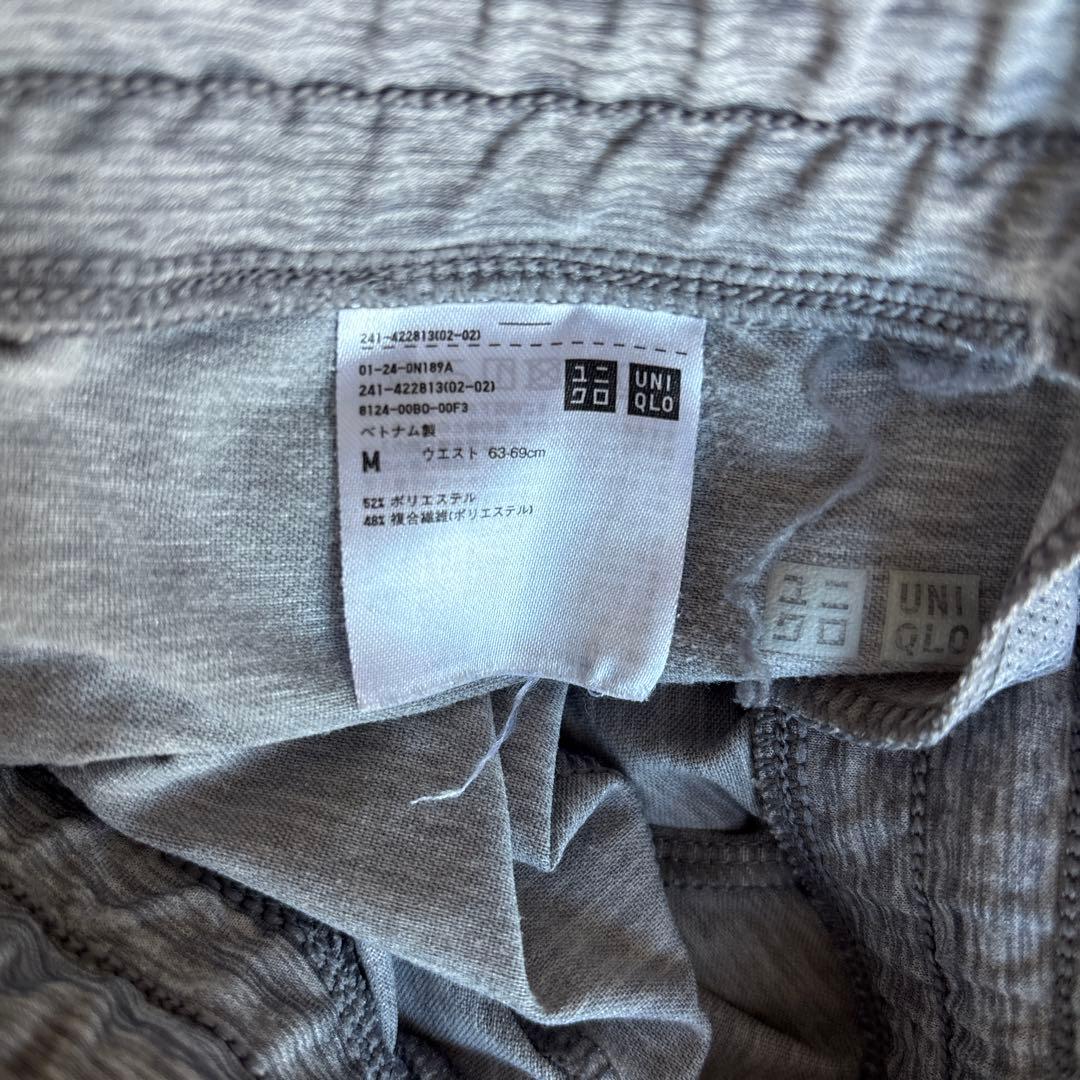 241-422813(02-02)
01-24-0N189A
241-422813(02-02)
8124-00B0-00F3
ユニ
クロ
UNI
QLO
ベトナム製
M ウエスト 63-69cm
52% ポリエステル
48% 複合繊維(ポリエステル)
ユニ
クロ
UNI
QLO